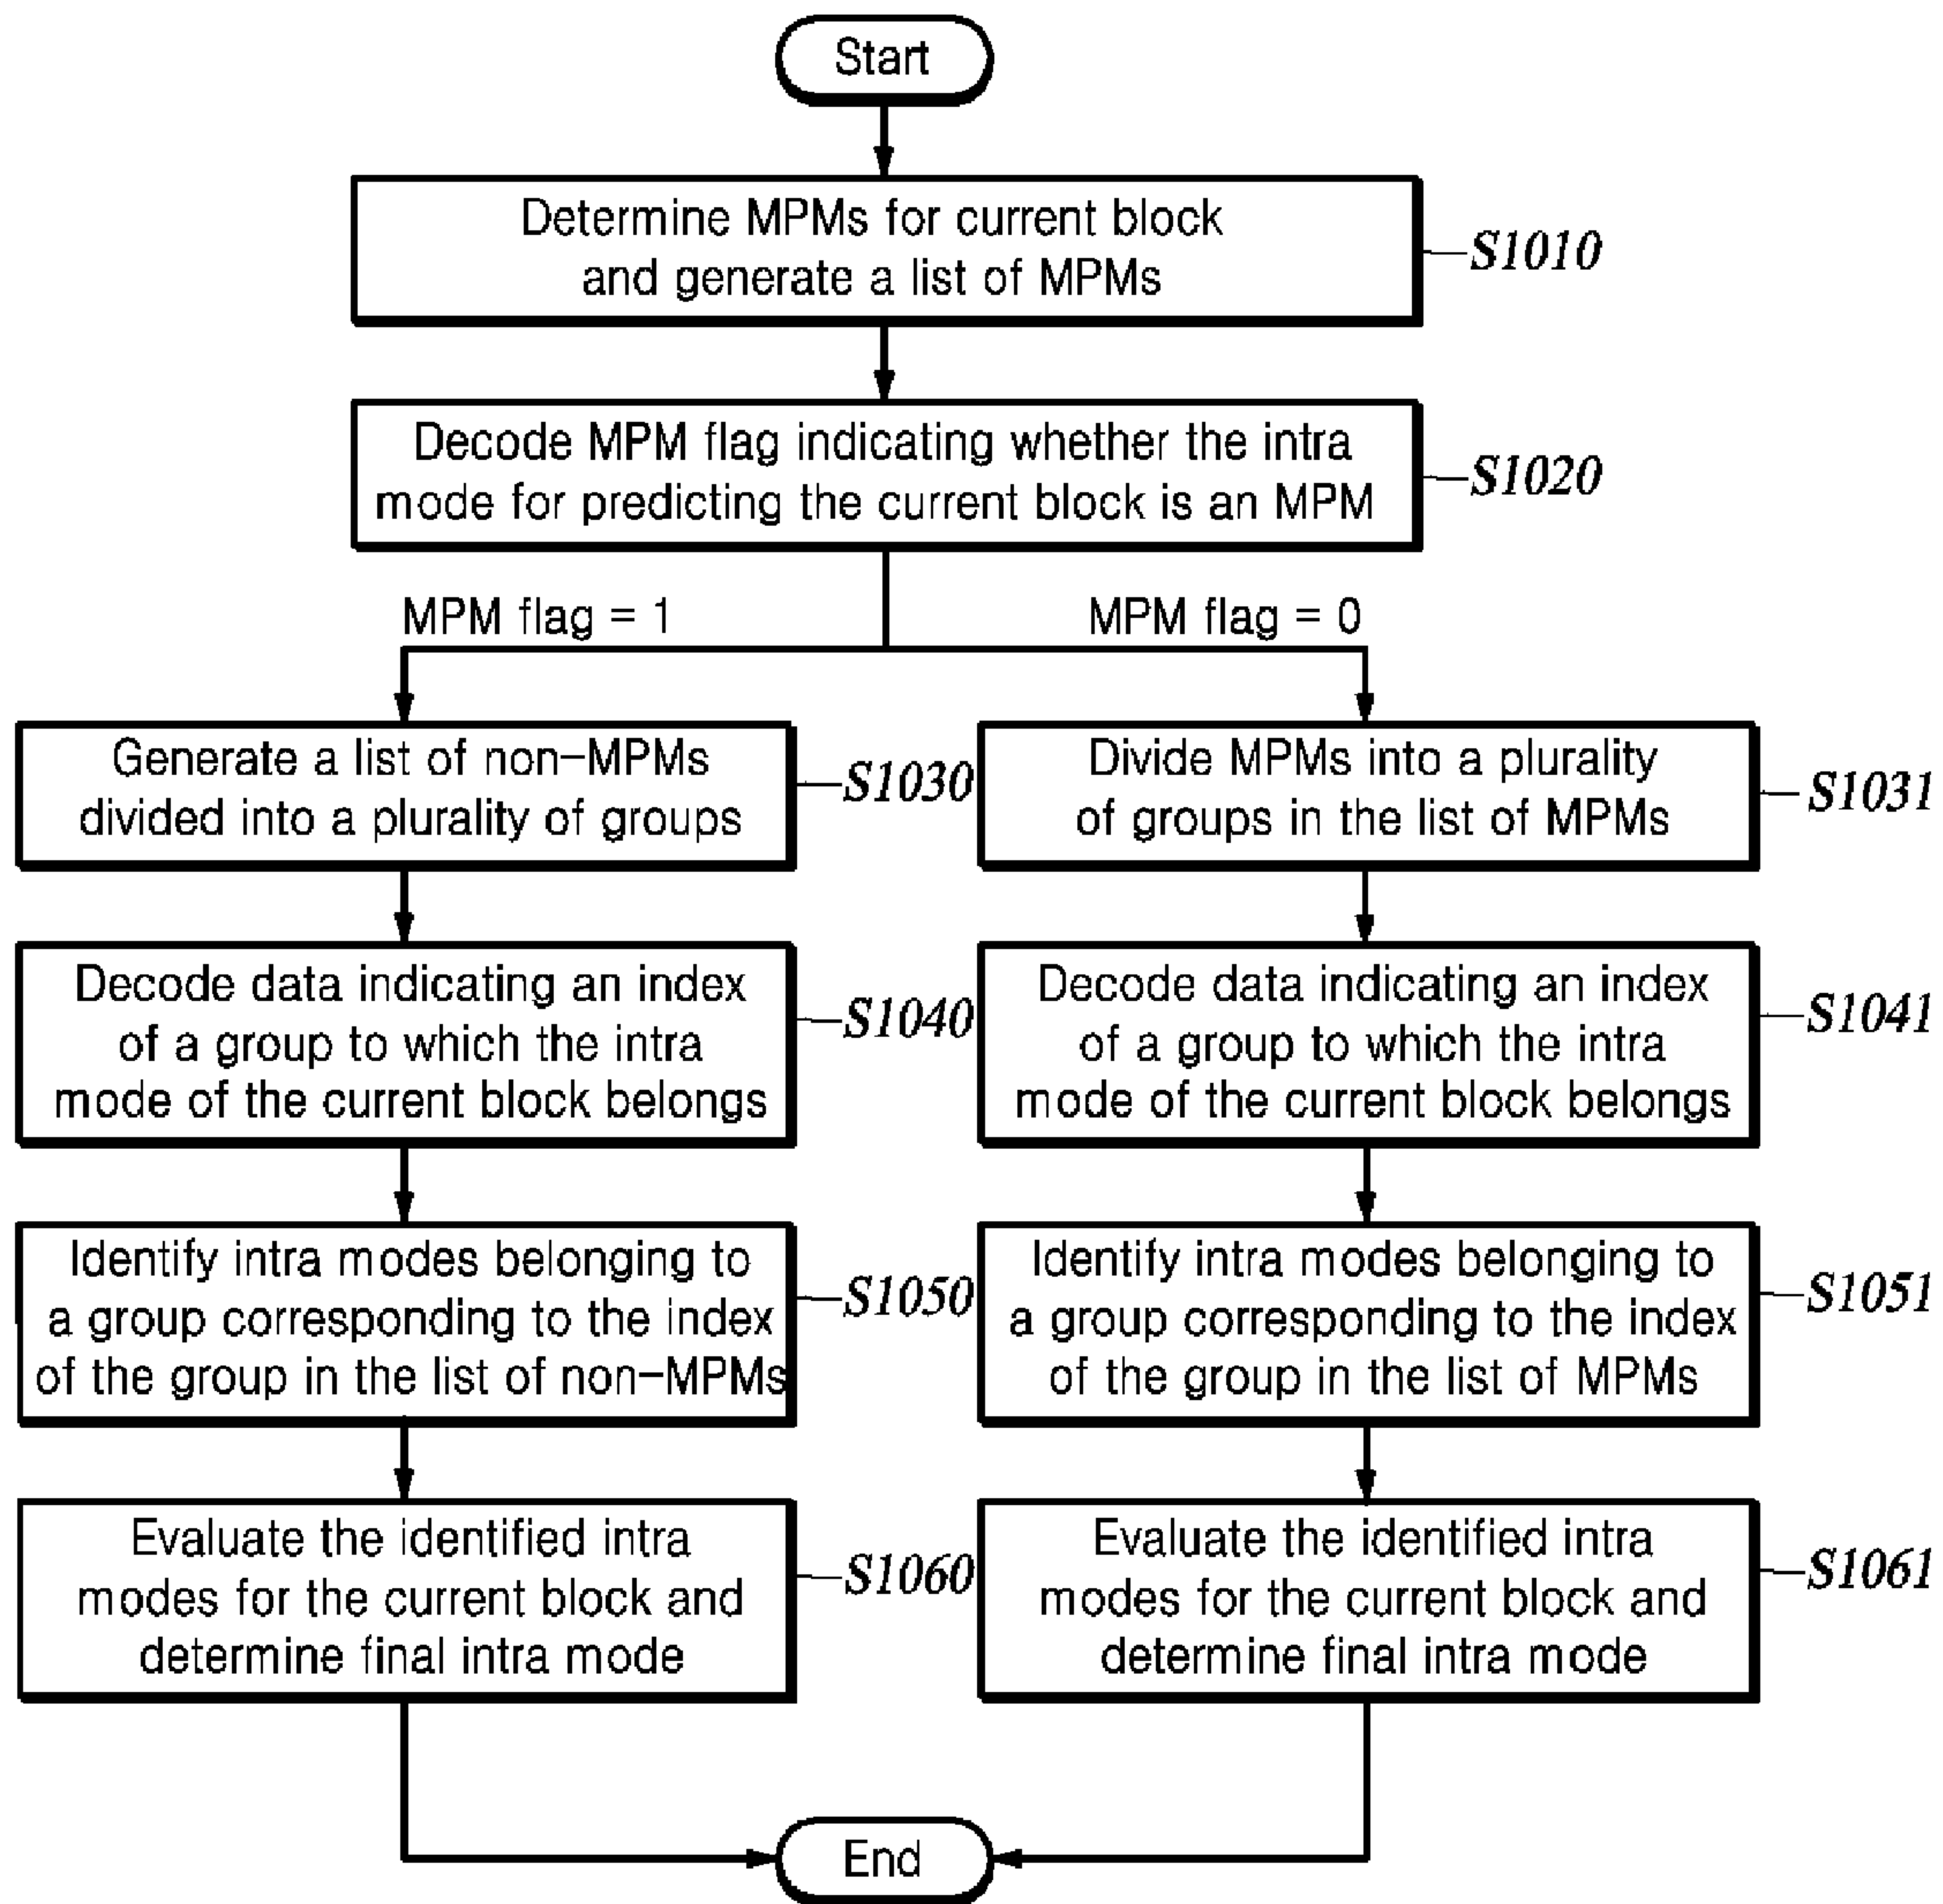 Start
Determine MPMs for current block
and generate a list of MPMs
S1010
Decode MPM flag indicating whether the intra
mode for predicting the current block is an MPM
S1020
MPM flag = 1
MPM flag = 0
Generate a list of non-MPMs
divided into a plurality of groups
S1030
Divide MPMs into a plurality
of groups in the list of MPMs
S1031
Decode data indicating an index
of a group to which the intra
mode of the current block belongs
S1040
Decode data indicating an index
of a group to which the intra
mode of the current block belongs
S1041
Identify intra modes belonging to
a group corresponding to the index
of the group in the list of non-MPMs
S1050
Identify intra modes belonging to
a group corresponding to the index
of the group in the list of MPMs
S1051
Evaluate the identified intra
modes for the current block and
determine final intra mode
S1060
Evaluate the identified intra
modes for the current block and
determine final intra mode
S1061
End